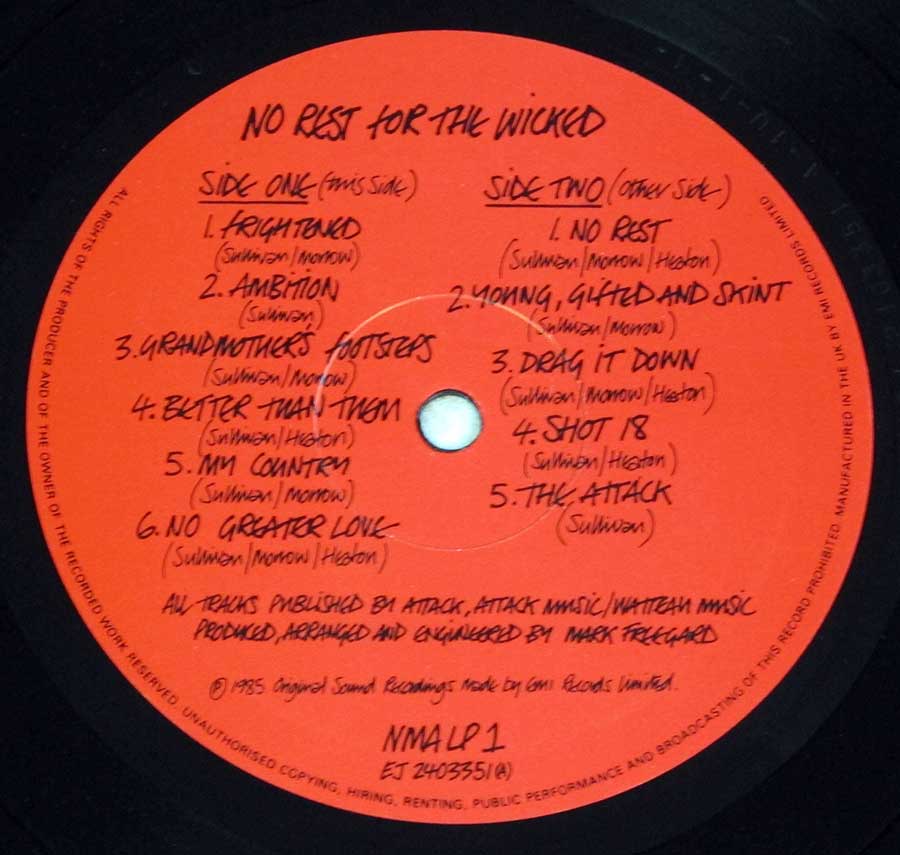 NO REST FOR THE WICKED
SIDE ONE (this side)
1. FRIGHTENED
(Sullivan/Morrow)
2. AMBITION
(Sullivan)
3. GRANDMOTHER'S FOOTSTEPS
(Sullivan/Morrow)
4. BETTER THAN THEM
(Sullivan/Heaton)
5. MY COUNTRY
(Sullivan/Morrow)
6. NO GREATER LOVE
(Sullivan/Morrow/Heaton)
SIDE TWO (other side)
1. NO REST
(Sullivan/Morrow/Heaton)
2. YOUNG, GIFTED AND SKINT
(Sullivan/Morrow)
3. DRAG IT DOWN
(Sullivan/Morrow/Heaton)
4. SHOT 18
(Sullivan/Heaton)
5. THE ATTACK
(Sullivan)
ALL TRACKS PUBLISHED BY ATTACK, ATTACK MUSIC/WATTEAU MUSIC
PRODUCED, ARRANGED AND ENGINEERED BY MARK FREEGARD
℗ 1985. Original Sound Recordings Made by EMI Records Limited.
NMALP 1
EJ 2403351(A)
ALL RIGHTS OF THE PRODUCER AND OF THE OWNER OF THE RECORDED WORK RESERVED. UNAUTHORISED COPYING, HIRING, RENTING, PUBLIC PERFORMANCE AND BROADCASTING OF THIS RECORD PROHIBITED. MANUFACTURED IN THE UK BY EMI RECORDS LIMITED